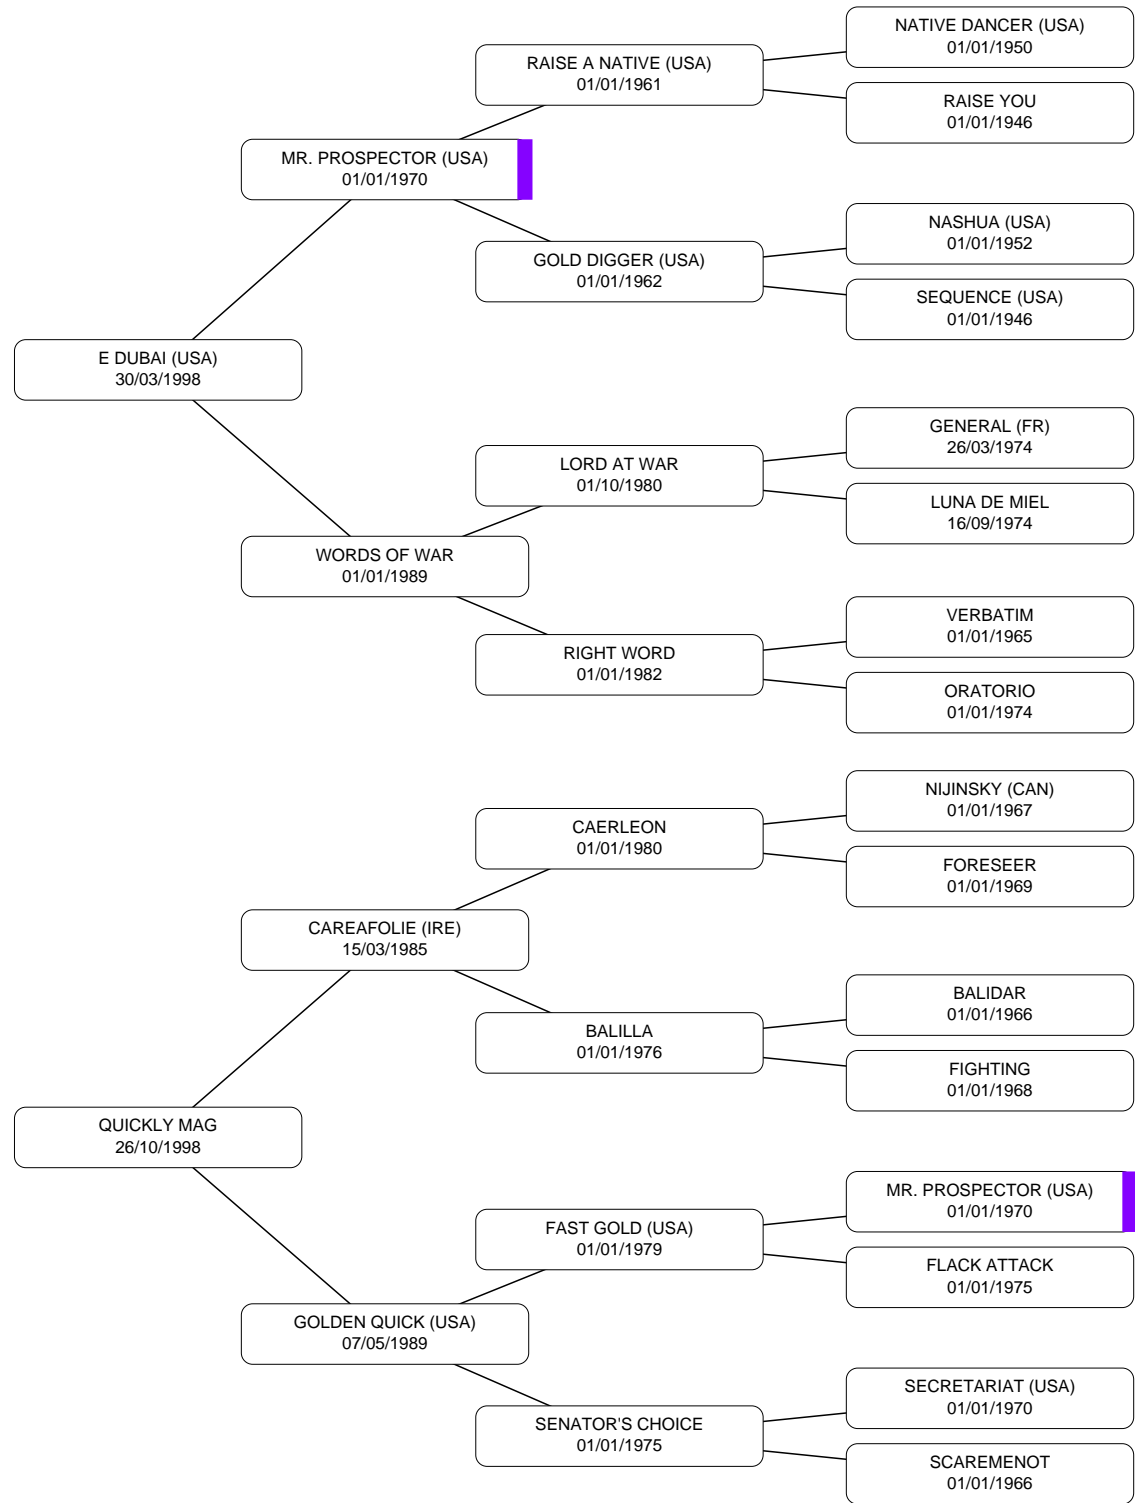 NATIVE DANCER (USA)
01/01/1950
RAISE A NATIVE (USA)
01/01/1961
RAISE YOU
01/01/1946
MR. PROSPECTOR (USA)
01/01/1970
NASHUA (USA)
01/01/1952
GOLD DIGGER (USA)
01/01/1962
SEQUENCE (USA)
01/01/1946
E DUBAI (USA)
30/03/1998
GENERAL (FR)
26/03/1974
LORD AT WAR
01/10/1980
LUNA DE MIEL
16/09/1974
WORDS OF WAR
01/01/1989
VERBATIM
01/01/1965
RIGHT WORD
01/01/1982
ORATORIO
01/01/1974
NIJINSKY (CAN)
01/01/1967
CAERLEON
01/01/1980
FORESEER
01/01/1969
CAREAFOLIE (IRE)
15/03/1985
BALIDAR
01/01/1966
BALILLA
01/01/1976
FIGHTING
01/01/1968
QUICKLY MAG
26/10/1998
MR. PROSPECTOR (USA)
01/01/1970
FAST GOLD (USA)
01/01/1979
FLACK ATTACK
01/01/1975
GOLDEN QUICK (USA)
07/05/1989
SECRETARIAT (USA)
01/01/1970
SENATOR'S CHOICE
01/01/1975
SCAREMENOT
01/01/1966